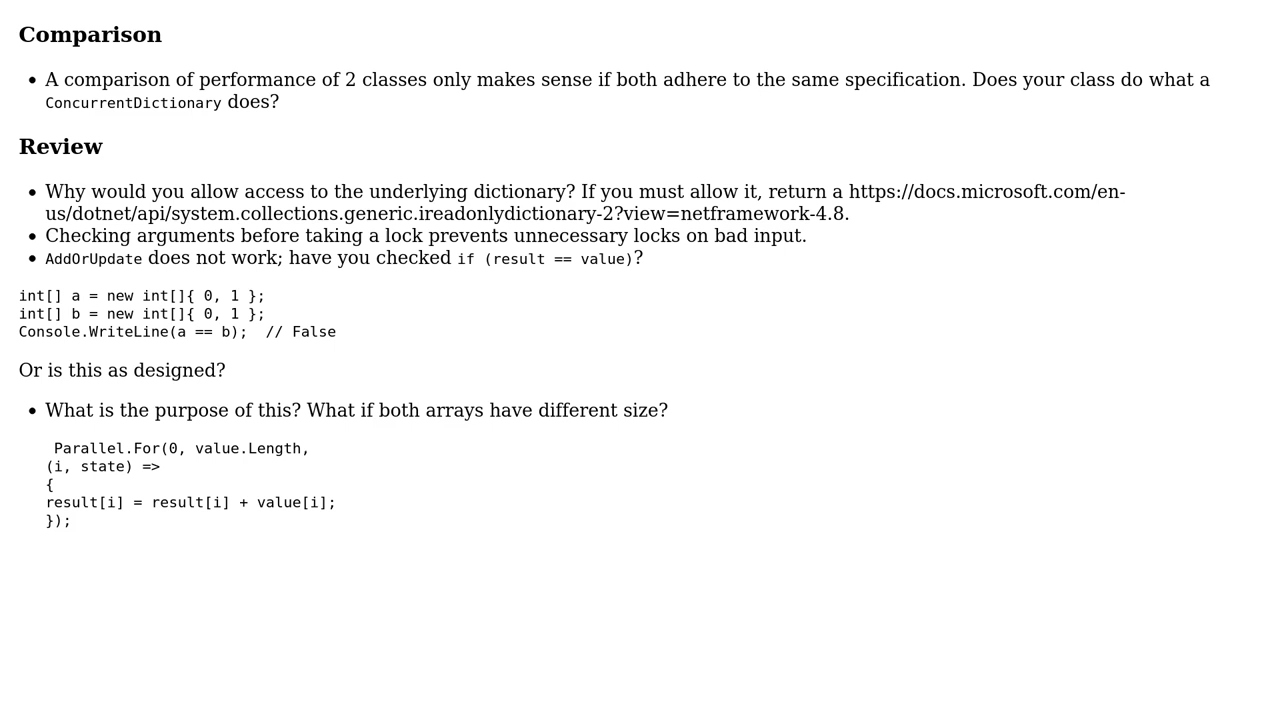 Comparison
• A comparison of performance of 2 classes only makes sense if both adhere to the same specification. Does your class do what a
ConcurrentDictionary does?
Review
• Why would you allow access to the underlying dictionary? If you must allow it, return a https://docs.microsoft.com/en-
us/dotnet/api/system.collections.generic.ireadonlydictionary-2?view=netframework-4.8.
• Checking arguments before taking a lock prevents unnecessary locks on bad input.
• AddOrUpdate does not work; have you checked if (result == value)?
int[] a = new int[]{ 0, 1 };
int[] b = new int[]{ 0, 1 };
Console.WriteLine(a == b);  // False
Or is this as designed?
• What is the purpose of this? What if both arrays have different size?
Parallel.For(0, value.Length,
(i, state) =>
{
result[i] = result[i] + value[i];
});